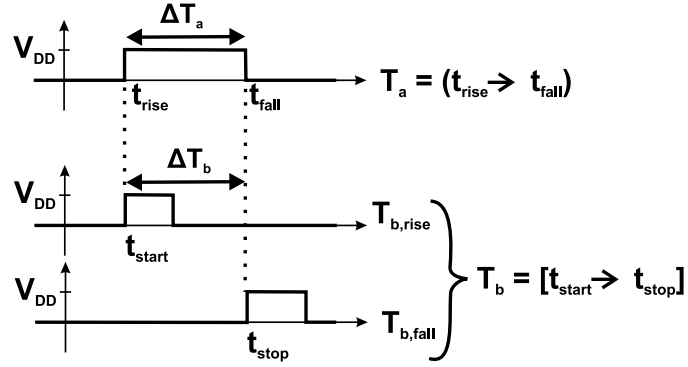 ΔTa
VDD
trise
tfall
Ta = (trise → tfall)
ΔTb
VDD
tstart
Tb,rise
VDD
tstop
Tb,fall
Tb = [tstart → tstop]